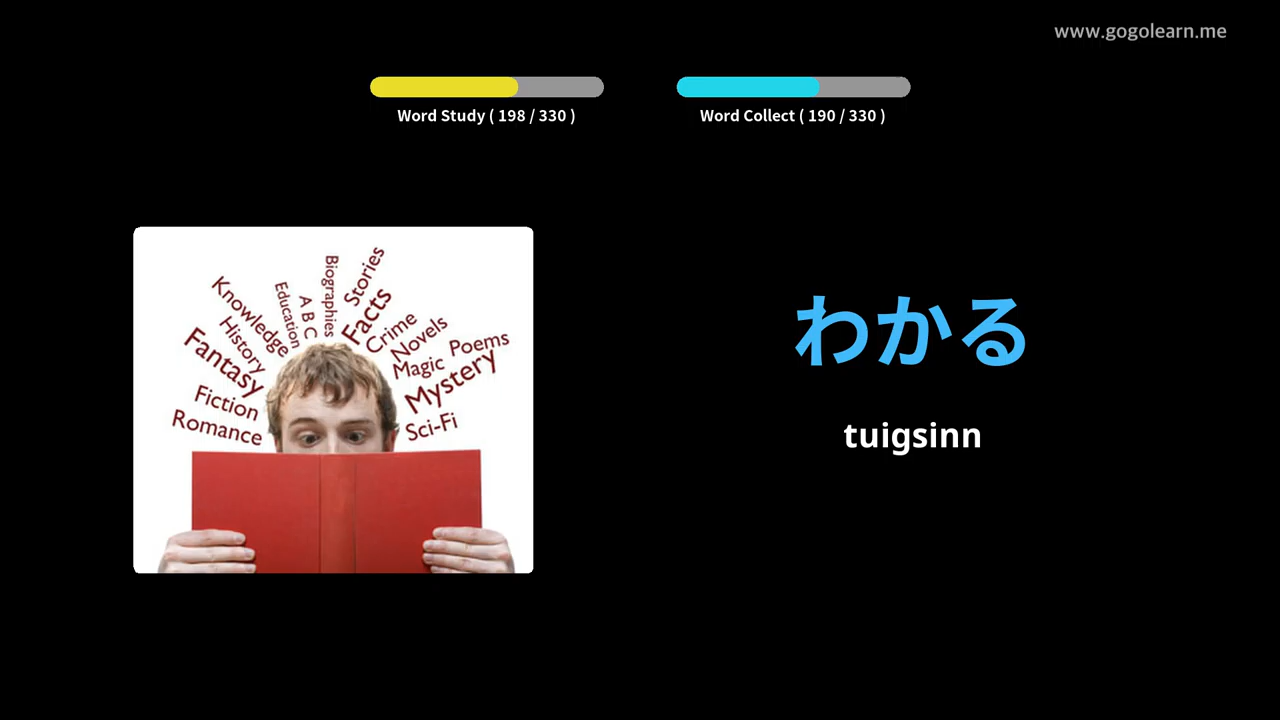 www.gogolearn.me
Word Study ( 198 / 330 )
Word Collect ( 190 / 330 )
Biographies
Stories
Knowledge
Education
A B C
Facts
Crime
History
Novels
Poems
Fantasy
Magic
Mystery
Fiction
Romance
Sci-Fi
わかる
tuigsinn